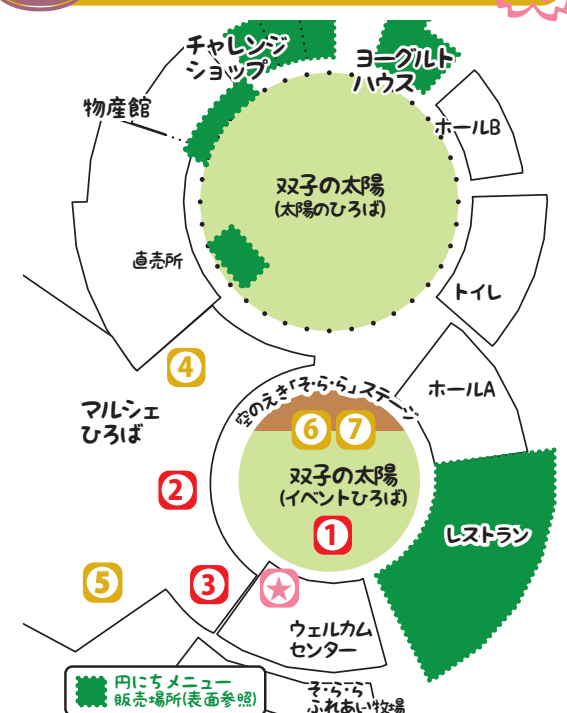 チャレンジ
ショップ
ヨーグルト
ハウス
物産館
ホールB
双子の太陽
(太陽のひろば)
直売所
トイレ
4
ホールA
空のえき「そ・ら・ら」ステージ
マルシェ
ひろば
6 7
双子の太陽
(イベントひろば)
2
1
レストラン
5
3
★
ウェルカム
センター
円にちメニュー
販売場所(表面参照)
そ・ら・ら
ふれあい牧場